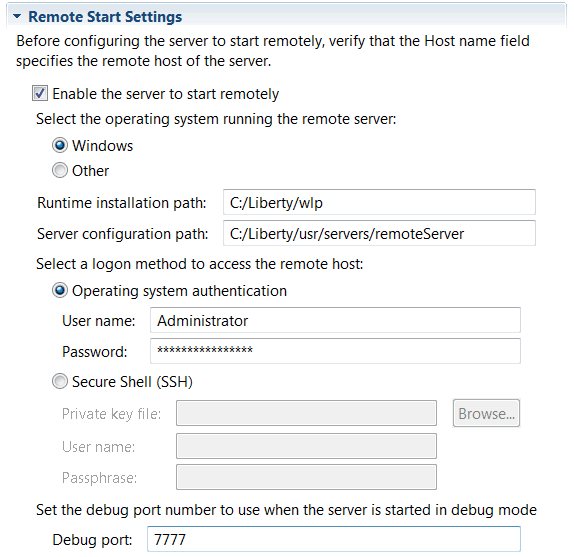 Remote Start Settings
Before configuring the server to start remotely, verify that the Host name field
specifies the remote host of the server.
Enable the server to start remotely
Select the operating system running the remote server:
Windows
Other
Runtime installation path: C:/Liberty/wlp
Server configuration path: C:/Liberty/usr/servers/remoteServer
Select a logon method to access the remote host:
Operating system authentication
User name: Administrator
Password: ****************
Secure Shell (SSH)
Private key file: Browse...
User name:
Passphrase:
Set the debug port number to use when the server is started in debug mode
Debug port: 7777